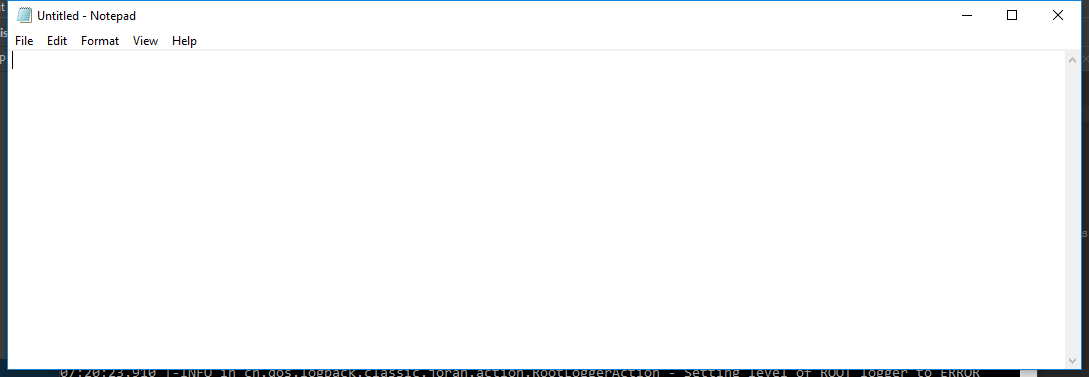 Untitled - Notepad
File Edit Format View Help
07:20:23.910 |-INFO in ch.qos.logback.classic.joran.action.RootLoggerAction - Setting level of ROOT logger to ERROR